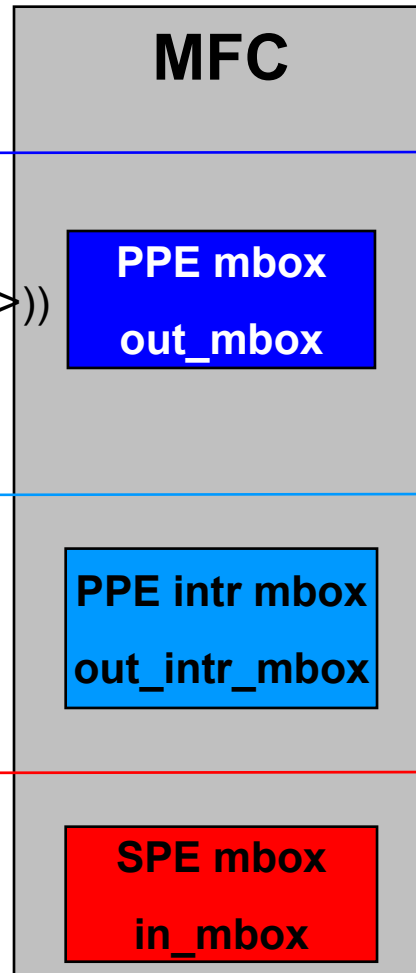 MFC
>))
PPE mbox
out_mbox
PPE intr mbox
out_intr_mbox
SPE mbox
in_mbox